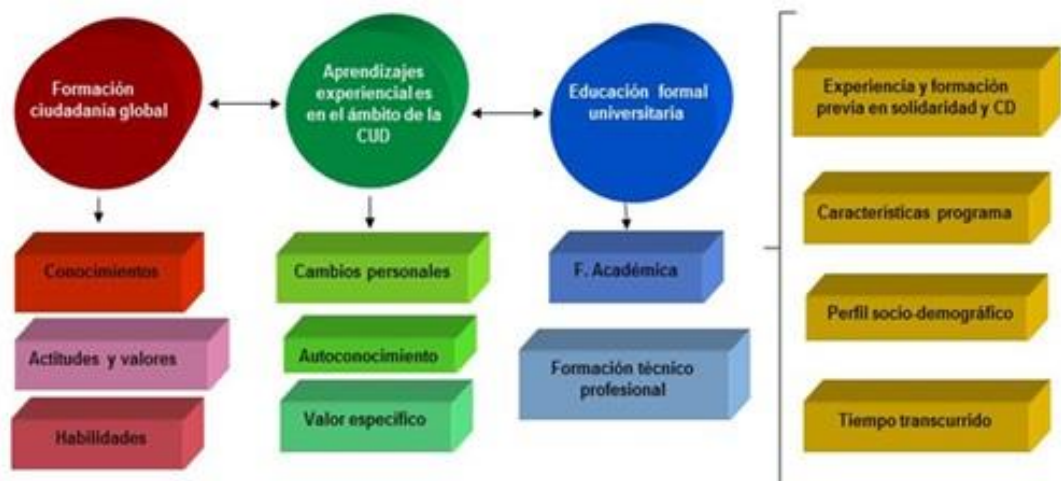 Formación
ciudadanía global
Aprendizajes
experiencial es
en el ámbito de la
CUD
Educación formal
universitaria
Conocimientos
Actitudes y valores
Habilidades
Cambios personales
Autoconocimiento
Valor específico
F. Académica
Formación técnico
profesional
Experiencia y formación
previa en solidaridad y CD
Características programa
Perfil socio-demográfico
Tiempo transcurrido